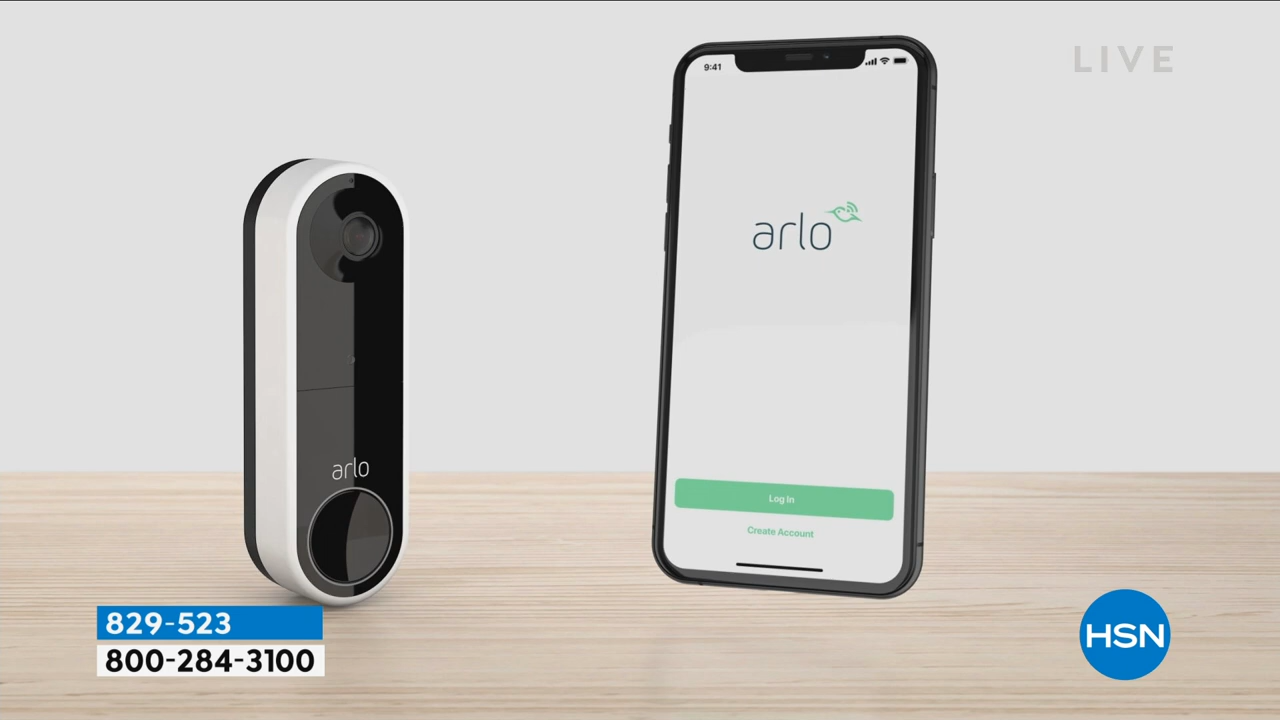 LIVE
9:41
arlo
arlo
Log In
Create Account
829-523
800-284-3100
HSN